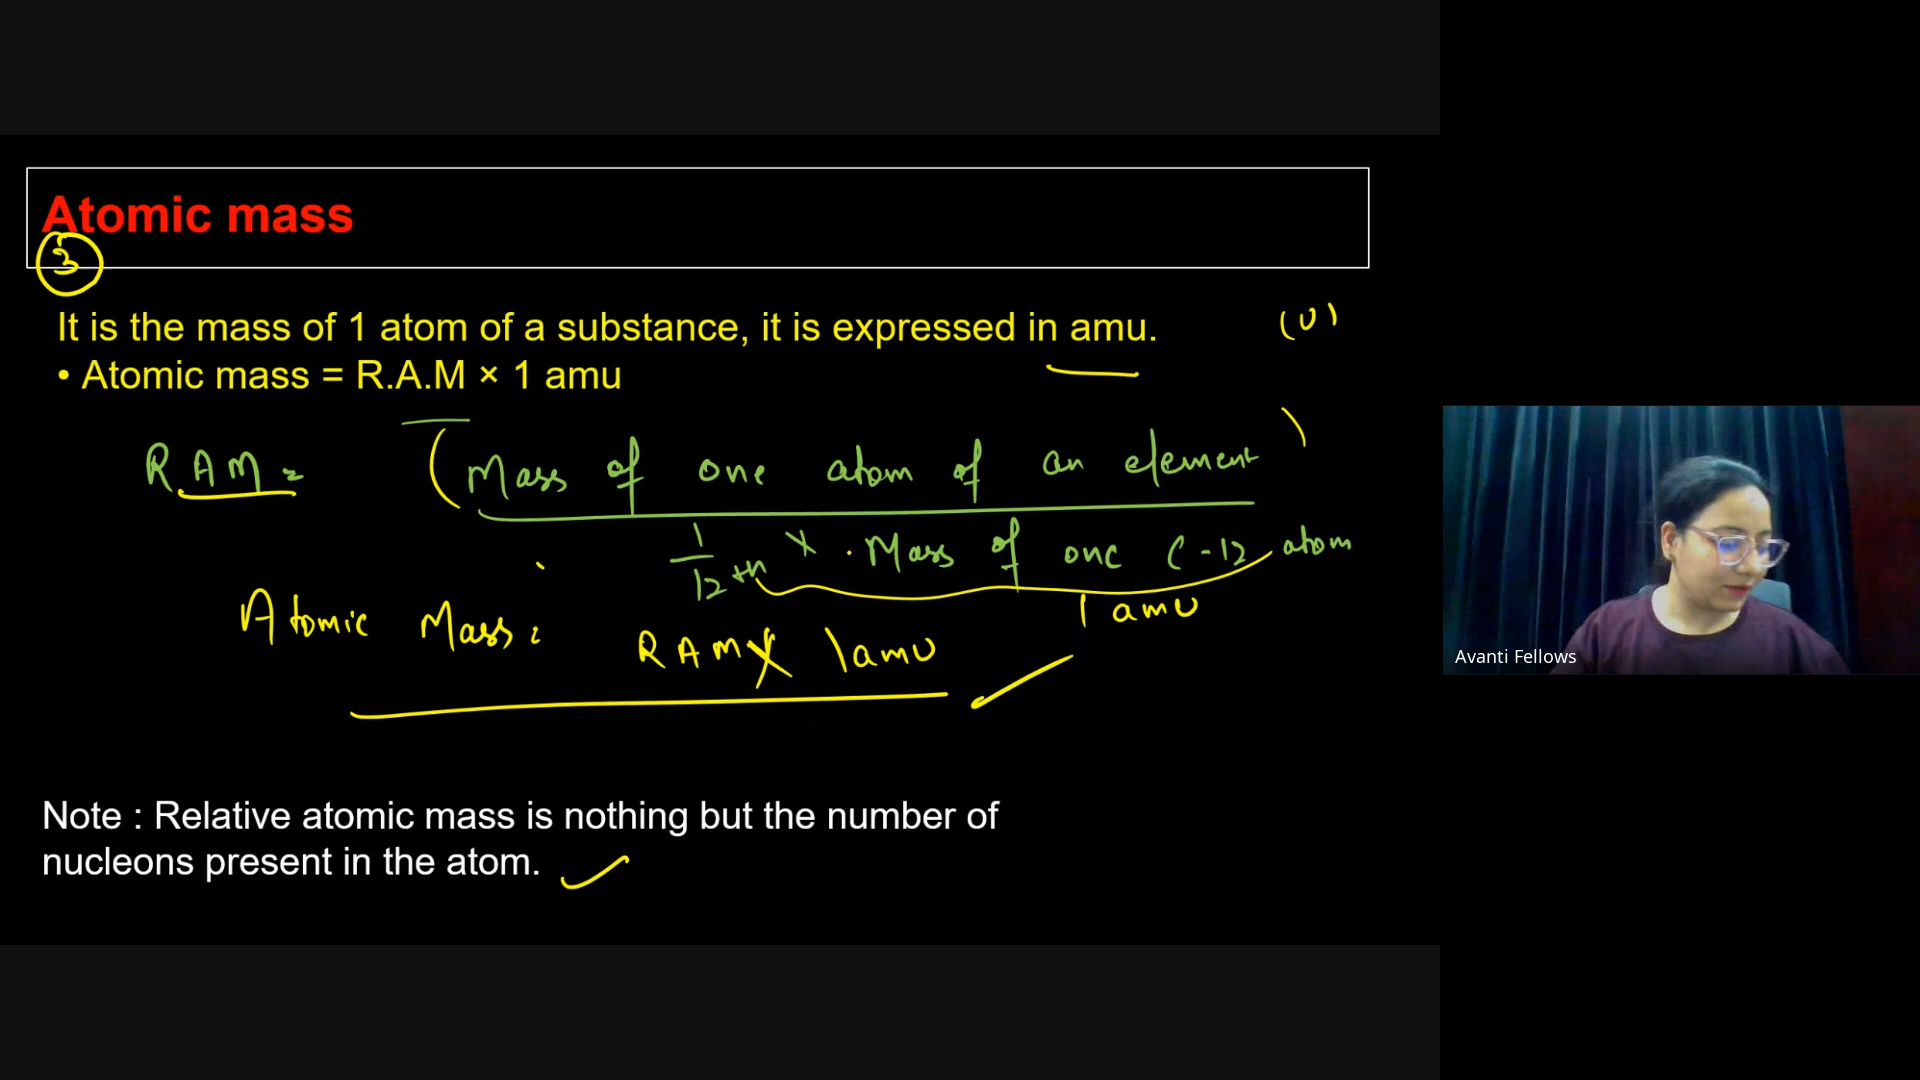 Atomic mass
3
It is the mass of 1 atom of a substance, it is expressed in amu. (U)
• Atomic mass = R.A.M × 1 amu
RAM = (Mass of one atom of an element)
1/12th × Mass of one C-12 atom
1 amu
Atomic Mass: RAM × 1amu
Note : Relative atomic mass is nothing but the number of
nucleons present in the atom.
Avanti Fellows